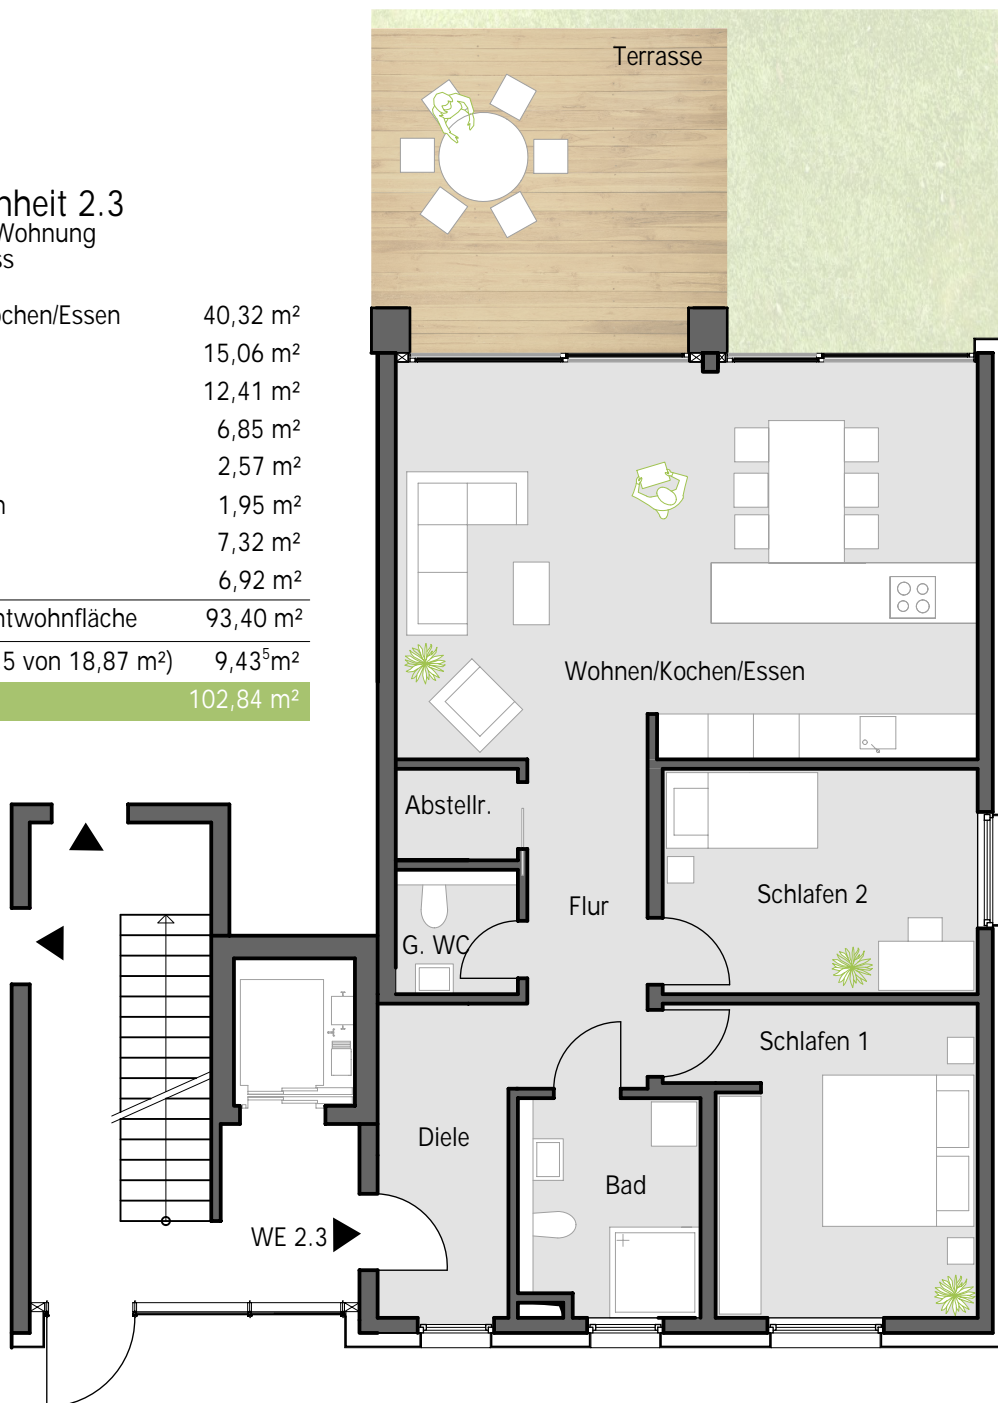 Terrasse
nheit 2.3
Wohnung
ss
ochen/Essen 40,32 m²
15,06 m²
12,41 m²
6,85 m²
2,57 m²
n 1,95 m²
7,32 m²
6,92 m²
ntwohnfläche 93,40 m²
5 von 18,87 m²) 9,43⁵m²
102,84 m²
Wohnen/Kochen/Essen
Abstellr.
Schlafen 2
Flur
G. WC
Schlafen 1
Diele
Bad
WE 2.3